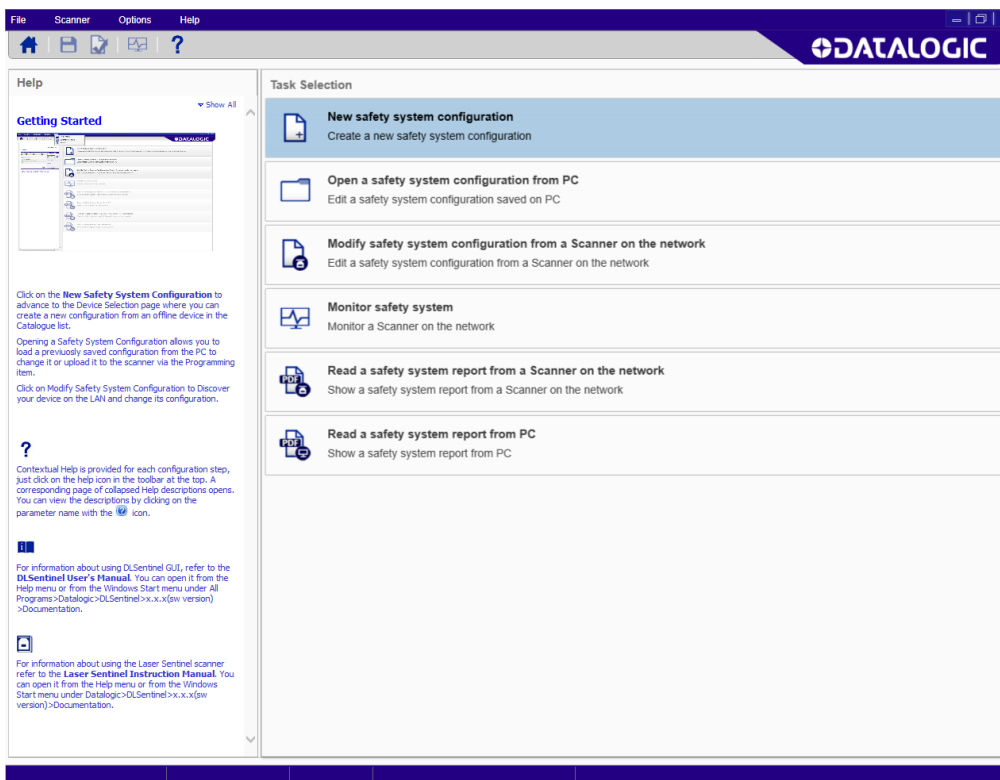 File Scanner Options Help
DATALOGIC
Help
Show All
Getting Started
Click on the New Safety System Configuration to
advance to the Device Selection page where you can
create a new configuration from an offline device in the
Catalogue list.
Opening a Safety System Configuration allows you to
load a previuosly saved configuration from the PC to
change it or upload it to the scanner via the Programming
item.
Click on Modify Safety System Configuration to Discover
your device on the LAN and change its configuration.
?
Contextual Help is provided for each configuration step,
just click on the help icon in the toolbar at the top. A
corresponding page of collapsed Help descriptions opens.
You can view the descriptions by clicking on the
parameter name with the icon.
For information about using DLSentinel GUI, refer to the
DLSentinel User's Manual. You can open it from the
Help menu or from the Windows Start menu under All
Programs>Datalogic>DLSentinel>x.x.x(sw version)
>Documentation.
For information about using the Laser Sentinel scanner
refer to the Laser Sentinel Instruction Manual. You
can open it from the Help menu or from the Windows
Start menu under Datalogic>DLSentinel>x.x.x(sw
version)>Documentation.
Task Selection
New safety system configuration
Create a new safety system configuration
Open a safety system configuration from PC
Edit a safety system configuration saved on PC
Modify safety system configuration from a Scanner on the network
Edit a safety system configuration from a Scanner on the network
Monitor safety system
Monitor a Scanner on the network
PDF
Read a safety system report from a Scanner on the network
Show a safety system report from a Scanner on the network
PDF
Read a safety system report from PC
Show a safety system report from PC